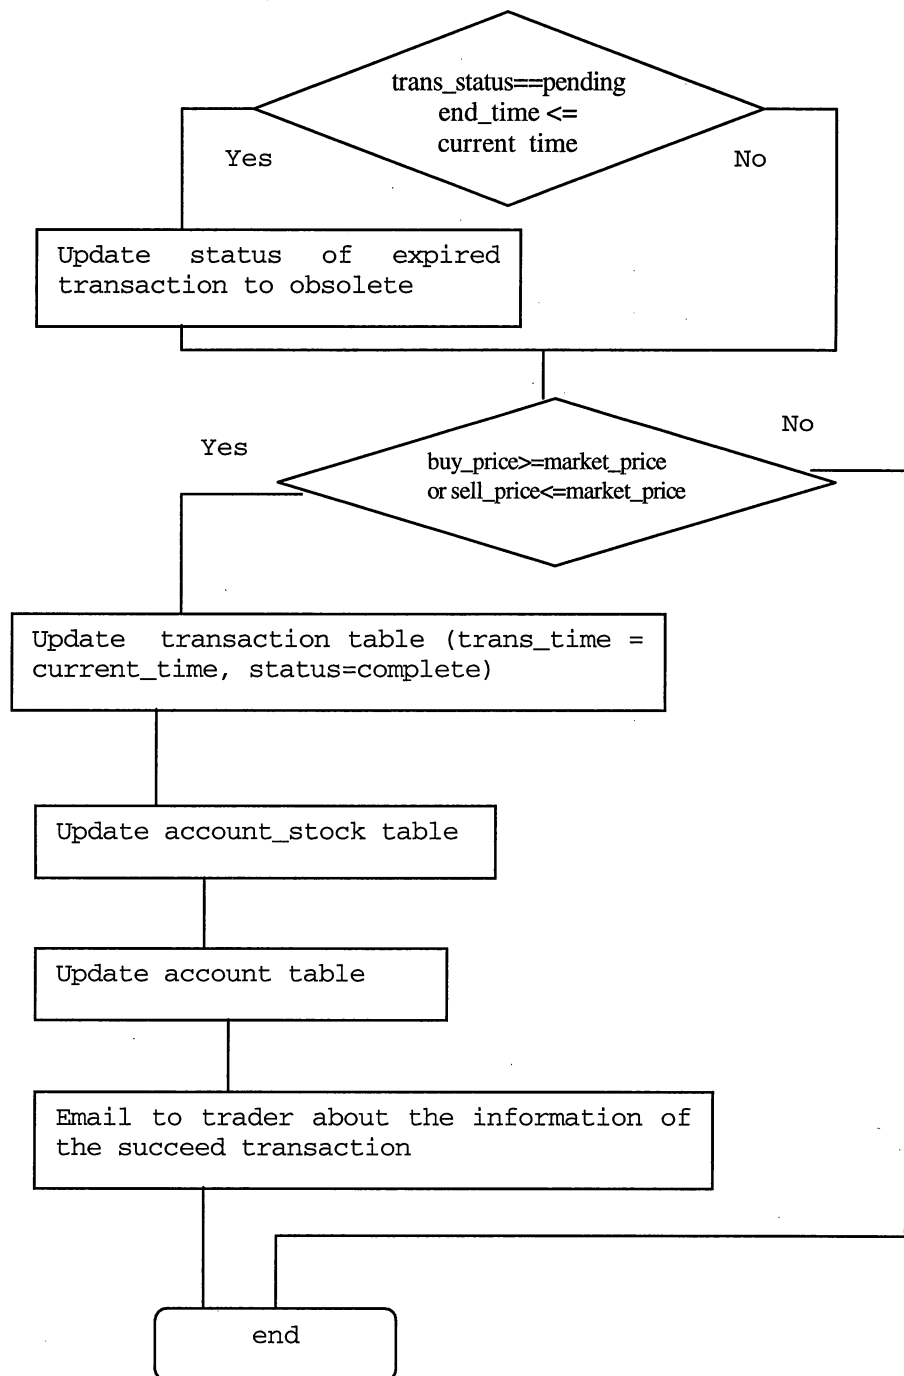 trans_status==pending
end_time <=
current time
Yes
No
Update status of expired
transaction to obsolete
No
Yes
buy_price>=market_price
or sell_price<=market_price
Update transaction table (trans_time =
current_time, status=complete)
Update account_stock table
Update account table
Email to trader about the information of
the succeed transaction
end